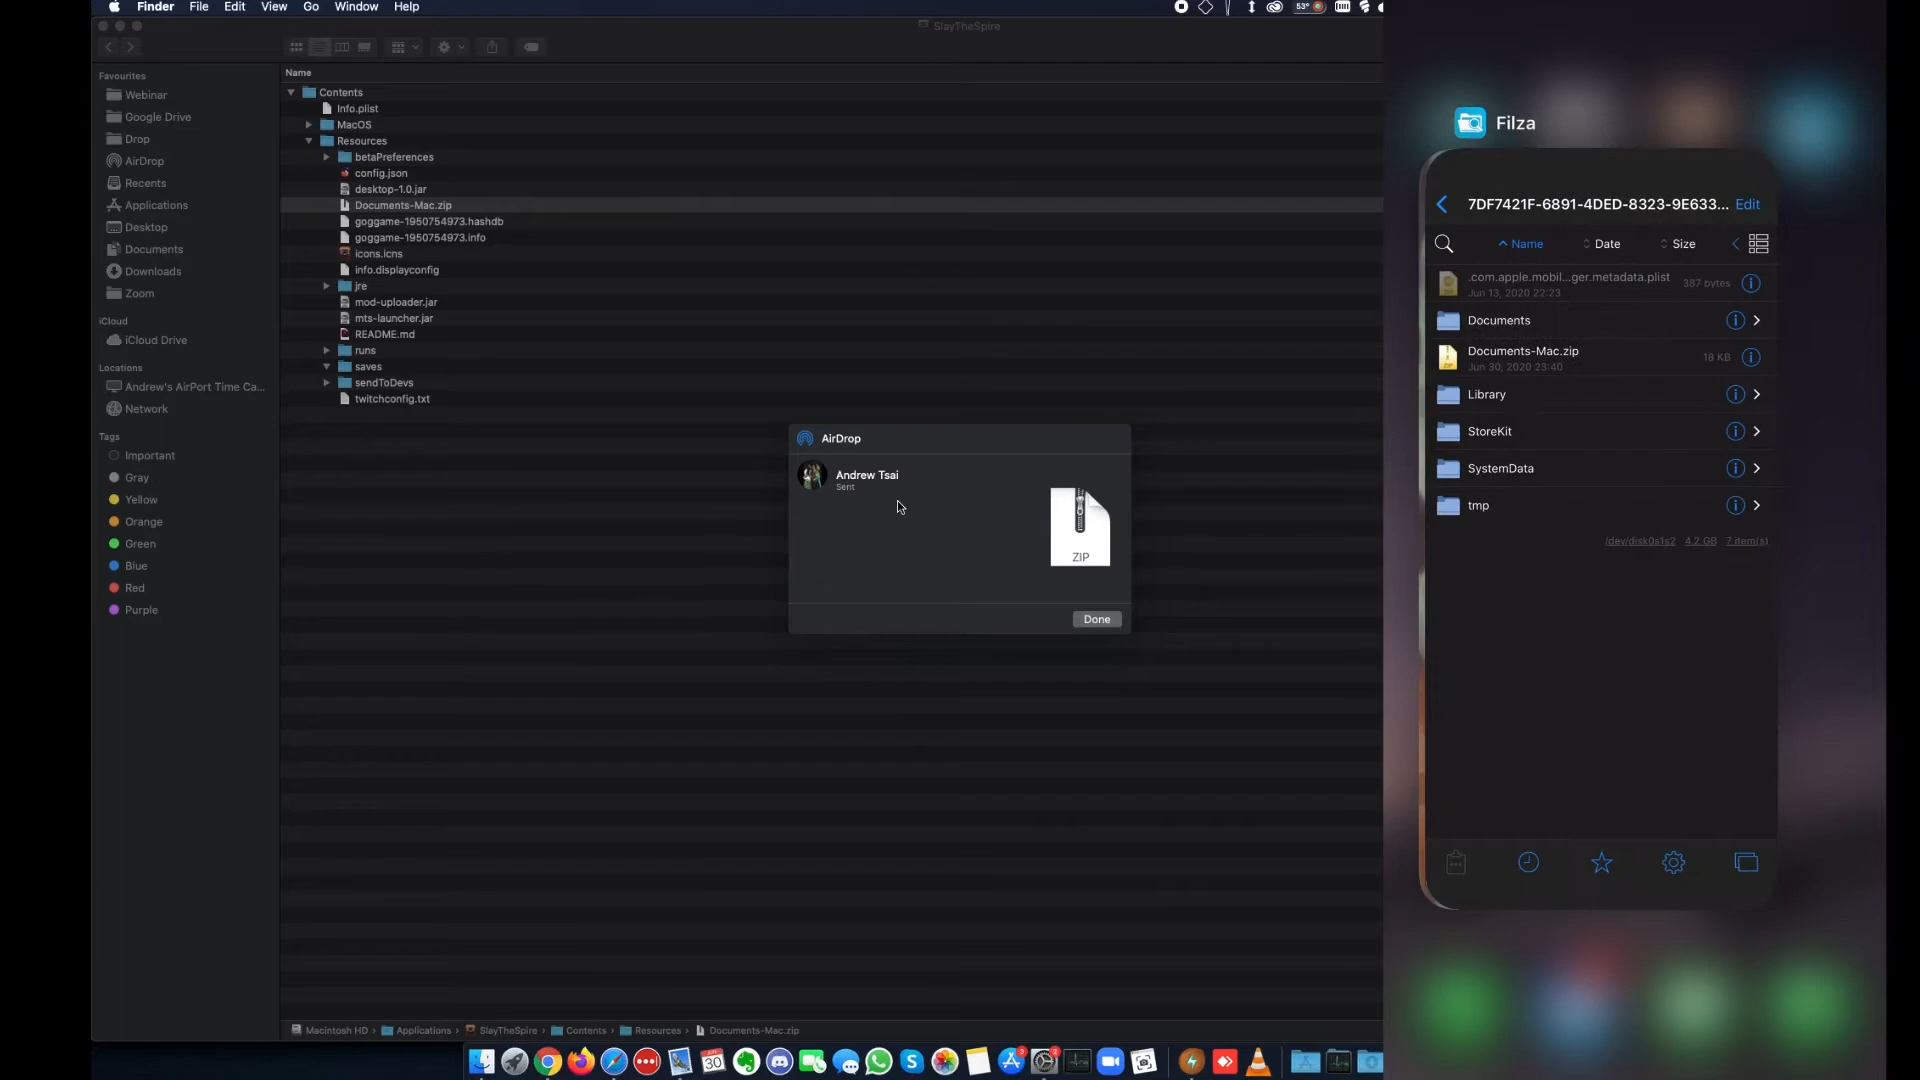 Finder File Edit View Go Window Help
53°
SlayTheSpire
Favourites
Webinar
Google Drive
Drop
AirDrop
Recents
Applications
Desktop
Documents
Downloads
Zoom
iCloud
iCloud Drive
Locations
Andrew's AirPort Time Ca...
Network
Tags
Important
Gray
Yellow
Orange
Green
Blue
Red
Purple
Name
Contents
Info.plist
MacOS
Resources
betaPreferences
config.json
desktop-1.0.jar
Documents-Mac.zip
goggame-1950754973.hashdb
goggame-1950754973.info
icons.icns
info.displayconfig
jre
mod-uploader.jar
mts-launcher.jar
README.md
runs
saves
sendToDevs
twitchconfig.txt
AirDrop
Andrew Tsai
Sent
ZIP
Done
Macintosh HD › Applications › SlayTheSpire › Contents › Resources › Documents-Mac.zip
30
Filza
7DF7421F-6891-4DED-8323-9E633... Edit
Name Date Size
.com.apple.mobil...ger.metadata.plist 387 bytes
Jun 13, 2020 22:23
Documents
Documents-Mac.zip 18 KB
Jun 30, 2020 23:40
Library
StoreKit
SystemData
tmp
/dev/disk0s1s2 4.2 GB 7 item(s)